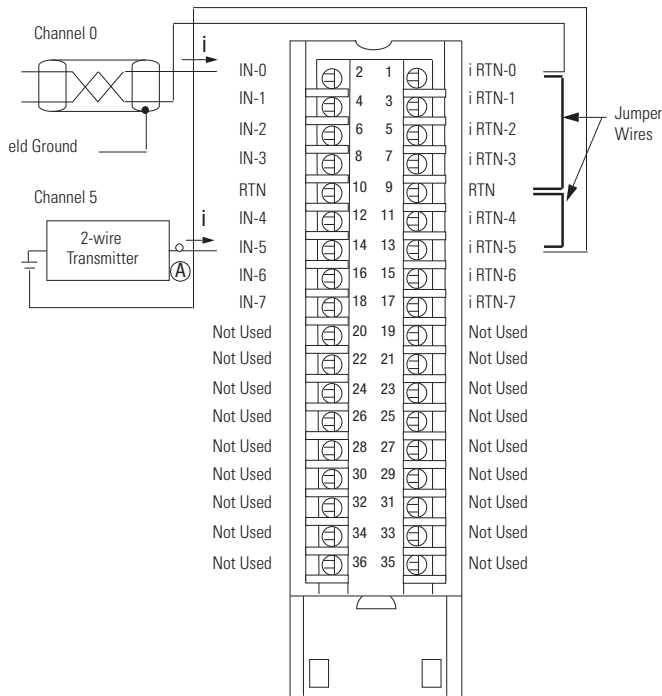 Channel 0
i
IN-0 2 1 i RTN-0
IN-1 4 3 i RTN-1
IN-2 6 5 i RTN-2
IN-3 8 7 i RTN-3
RTN 10 9 RTN
IN-4 12 11 i RTN-4
IN-5 14 13 i RTN-5
IN-6 16 15 i RTN-6
IN-7 18 17 i RTN-7
Not Used 20 19 Not Used
Not Used 22 21 Not Used
Not Used 24 23 Not Used
Not Used 26 25 Not Used
Not Used 28 27 Not Used
Not Used 30 29 Not Used
Not Used 32 31 Not Used
Not Used 34 33 Not Used
Not Used 36 35 Not Used
eld Ground
Channel 5
i
2-wire
Transmitter
A
Jumper
Wires